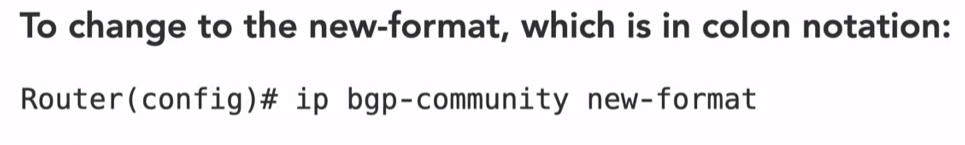 To change to the new-format, which is in colon notation:
Router(config)# ip bgp-community new-format